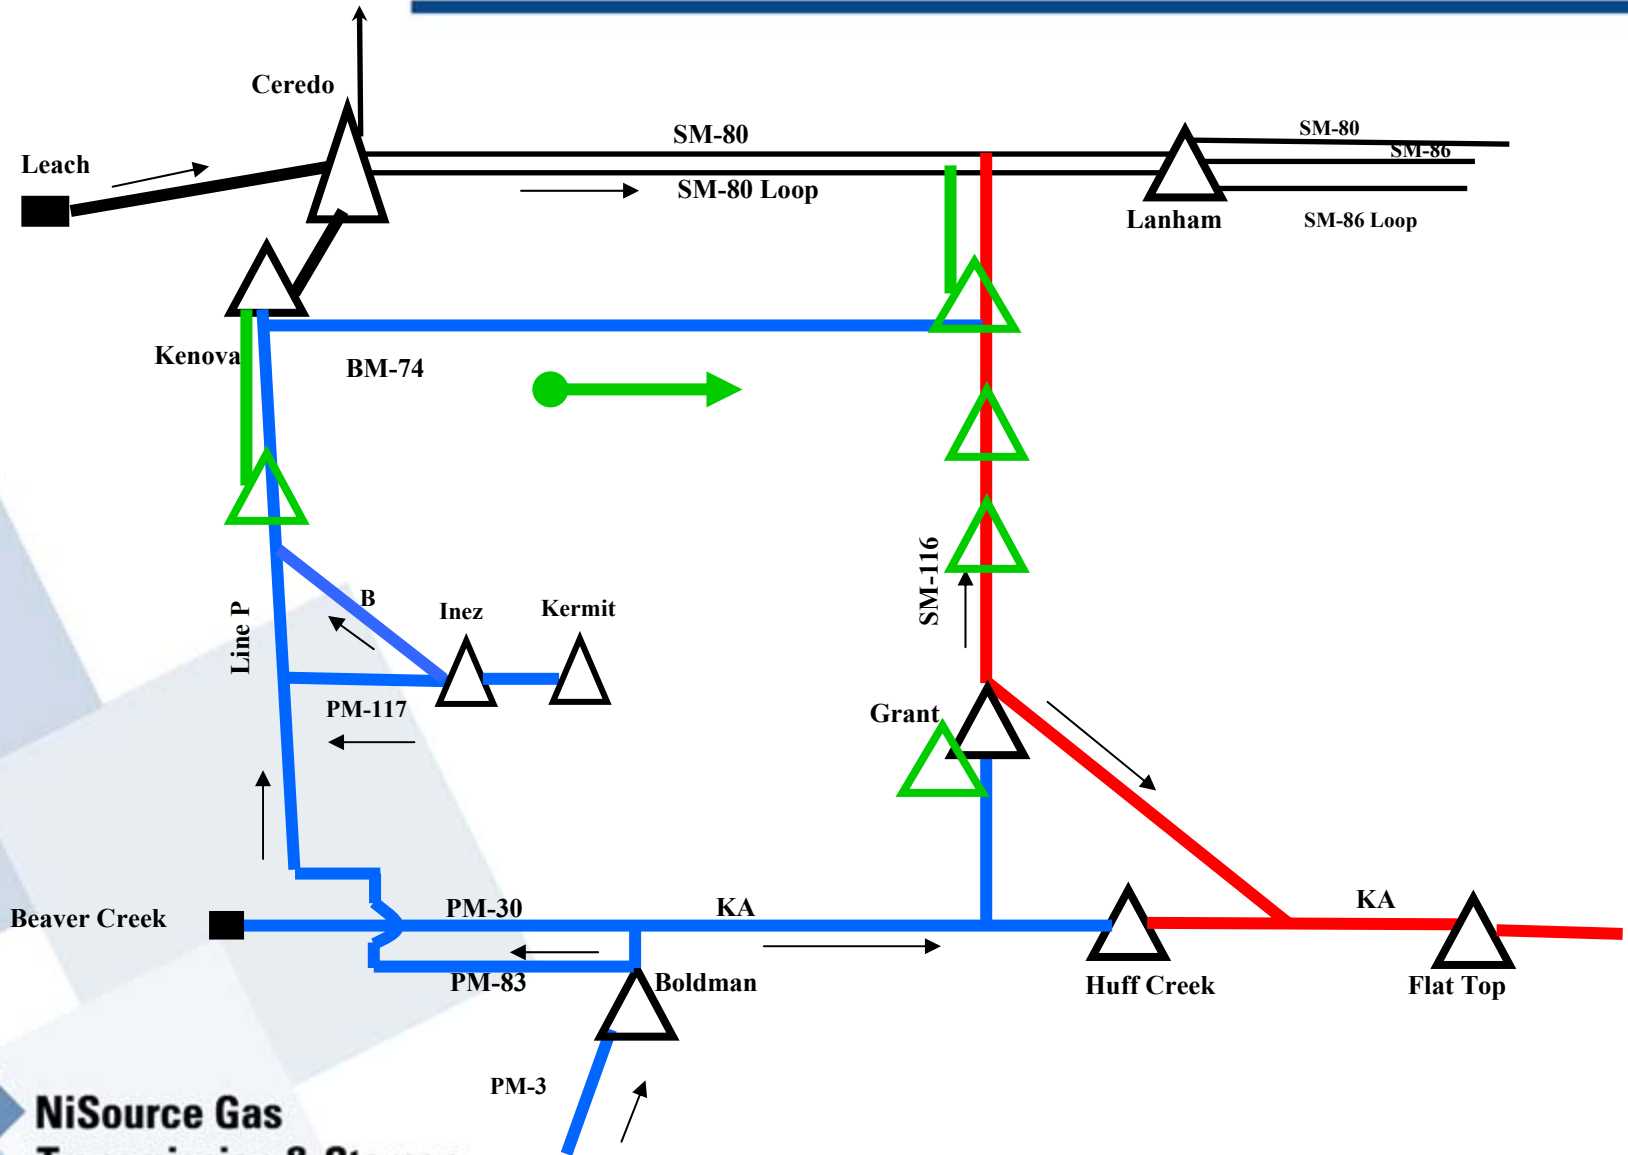 Ceredo
SM-80
SM-80
SM-86
Leach
SM-80 Loop
Lanham
SM-86 Loop
Kenova
BM-74
SM-116
B
Inez
Kermit
Line P
PM-117
Grant
Beaver Creek
PM-30
KA
KA
PM-83
Boldman
Huff Creek
Flat Top
PM-3
NiSource Gas